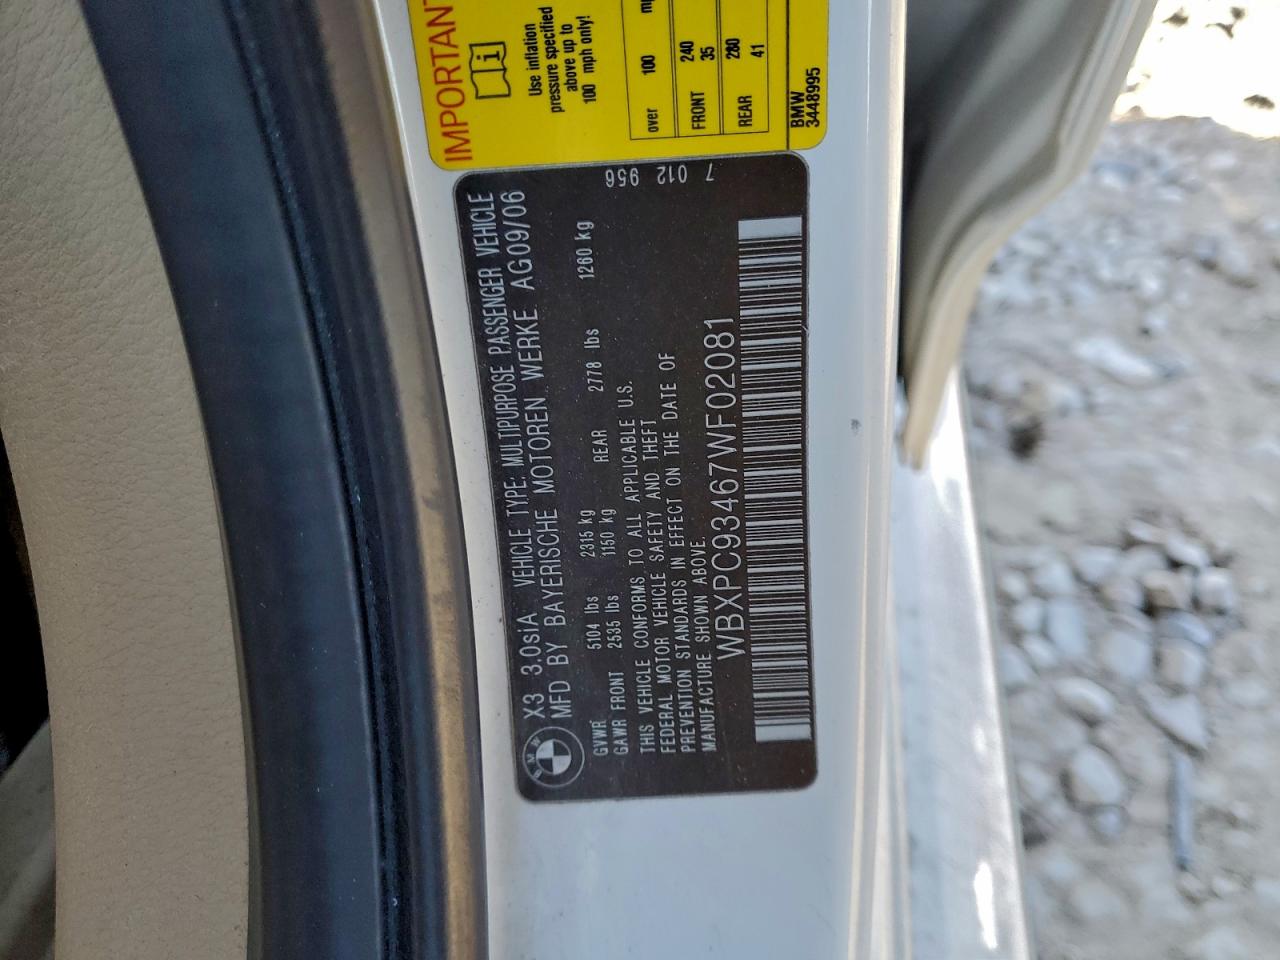 IMPORTAN
Use inflation
pressure specified
above up to
100 mph only!
over 100
FRONT 240
35
REAR 280
41
BMW
3448995
X3 3.0siA VEHICLE TYPE: MULTIPURPOSE PASSENGER VEHICLE
MFD BY BAYERISCHE MOTOREN WERKE AG09/06
GVWR 5104 lbs 2315 kg
GAWR FRONT 2535 lbs 1150 kg REAR 2778 lbs 1260 kg
THIS VEHICLE CONFORMS TO ALL APPLICABLE U.S.
FEDERAL MOTOR VEHICLE SAFETY AND THEFT
PREVENTION STANDARDS IN EFFECT ON THE DATE OF
MANUFACTURE SHOWN ABOVE.
WBXPC93467WF02081
7 012 956
BMW